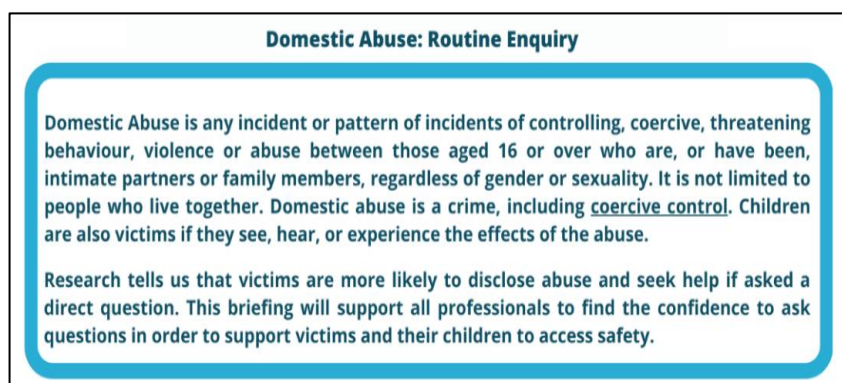 Domestic Abuse: Routine Enquiry
Domestic Abuse is any incident or pattern of incidents of controlling, coercive, threatening
behaviour, violence or abuse between those aged 16 or over who are, or have been,
intimate partners or family members, regardless of gender or sexuality. It is not limited to
people who live together. Domestic abuse is a crime, including coercive control. Children
are also victims if they see, hear, or experience the effects of the abuse.
Research tells us that victims are more likely to disclose abuse and seek help if asked a
direct question. This briefing will support all professionals to find the confidence to ask
questions in order to support victims and their children to access safety.